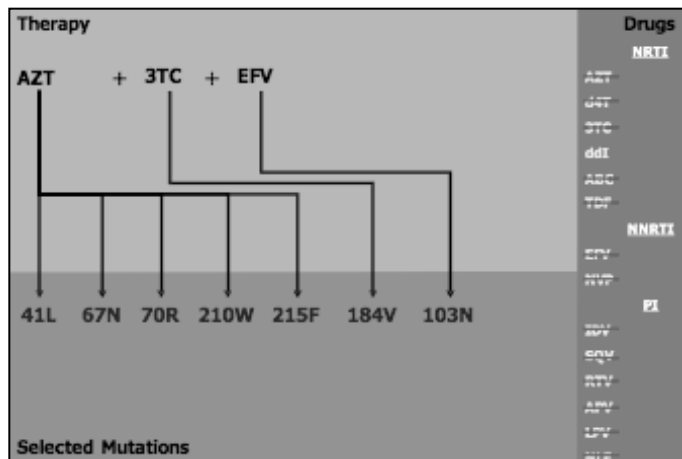 Therapy
AZT + 3TC + EFV
41L 67N 70R 210W 215F 184V 103N
Selected Mutations
Drugs
NRTI
AZT
d4T
3TC
ddI
ABC
TDF
NNRTI
EFV
NVP
PI
IDV
SQV
RTV
APV
LPV